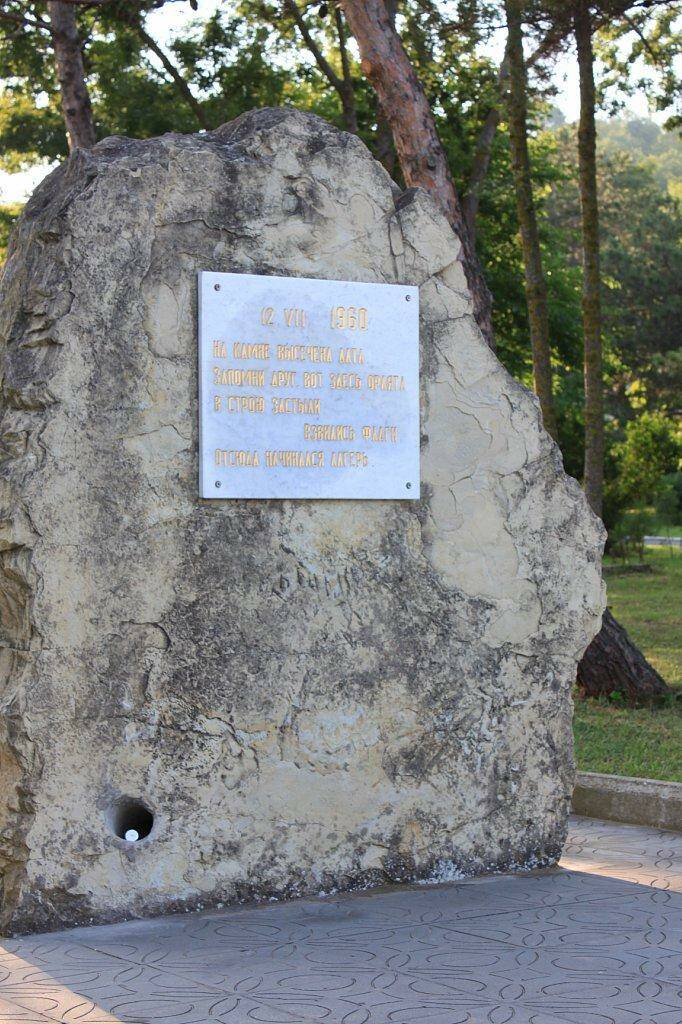 12 VII 1960
НА КАМНЕ ВЫСЕЧЕНА ДАТА.
ЗАПОМНИ ДРУГ, ВОТ ЗДЕСЬ ОРЛЯТА
В СТРОЮ ЗАСТЫЛИ
ВЗВИЛИСЬ ФЛАГИ
ОТСЮДА НАЧИНАЛСЯ ЛАГЕРЬ.